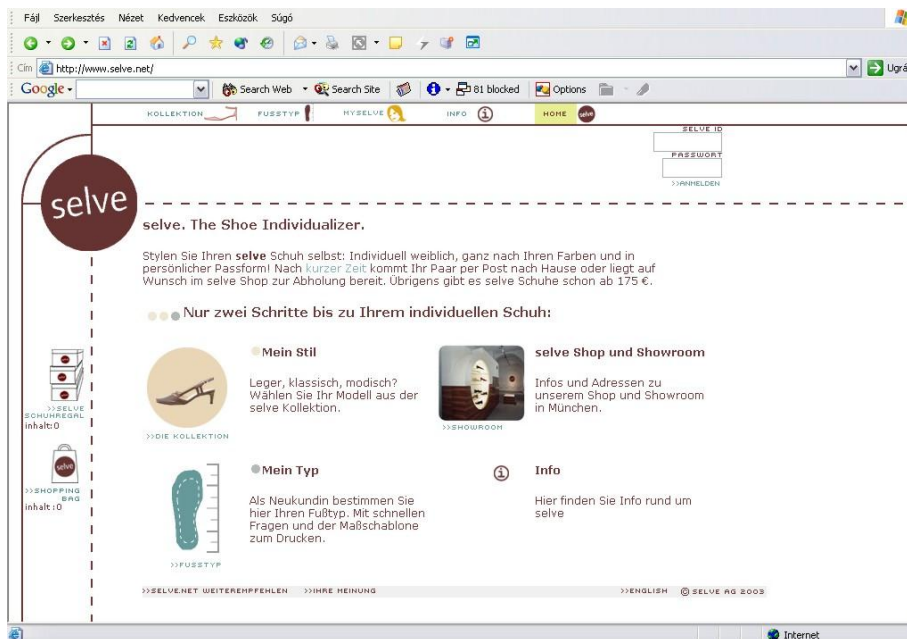 Fájl Szerkesztés Nézet Kedvencek Eszközök Súgó
Cím http://www.selve.net/ Ugrá
Google Search Web Search Site 81 blocked Options
KOLLEKTION FUSSTYP MYSELVE INFO HOME selve
SELVE ID
PASSWORT
>>ANMELDEN
selve
selve. The Shoe Individualizer.
Stylen Sie Ihren selve Schuh selbst: Individuell weiblich, ganz nach Ihren Farben und in
persönlicher Passform! Nach kurzer Zeit kommt Ihr Paar per Post nach Hause oder liegt auf
Wunsch im selve Shop zur Abholung bereit. Übrigens gibt es selve Schuhe schon ab 175 €.
Nur zwei Schritte bis zu Ihrem individuellen Schuh:
Mein Stil
Leger, klassisch, modisch?
Wählen Sie Ihr Modell aus der
selve Kollektion.
>>DIE KOLLEKTION
selve Shop und Showroom
Infos und Adressen zu
unserem Shop und Showroom
in München.
>>SHOWROOM
>>SELVE
SCHUHREGAL
inhalt:0
selve
>>SHOPPING
BAG
inhalt:0
Mein Typ
Als Neukundin bestimmen Sie
hier Ihren Fußtyp. Mit schnellen
Fragen und der Maßschablone
zum Drucken.
>>FUSSTYP
Info
Hier finden Sie Info rund um
selve
>>SELVE.NET WEITEREMPFEHLEN >>IHRE MEINUNG >>ENGLISH © SELVE AG 2003
Internet